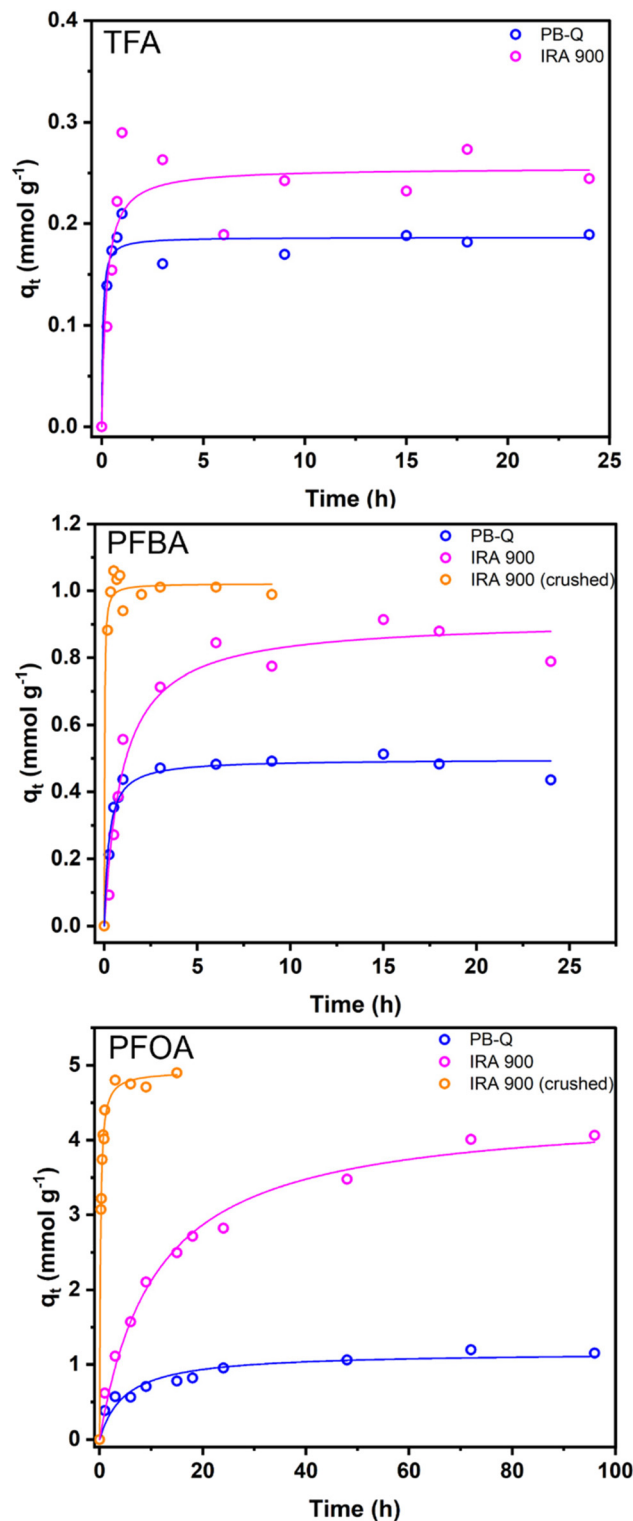 TFA
PB-Q
IRA 900
0.4
0.3
0.2
0.1
0.0
qt (mmol g-1)
0 5 10 15 20 25
Time (h)
PFBA
PB-Q
IRA 900
IRA 900 (crushed)
1.2
1.0
0.8
0.6
0.4
0.2
0.0
qt (mmol g-1)
0 5 10 15 20 25
Time (h)
PFOA
PB-Q
IRA 900
IRA 900 (crushed)
5
4
3
2
1
0
qt (mmol g-1)
0 20 40 60 80 100
Time (h)